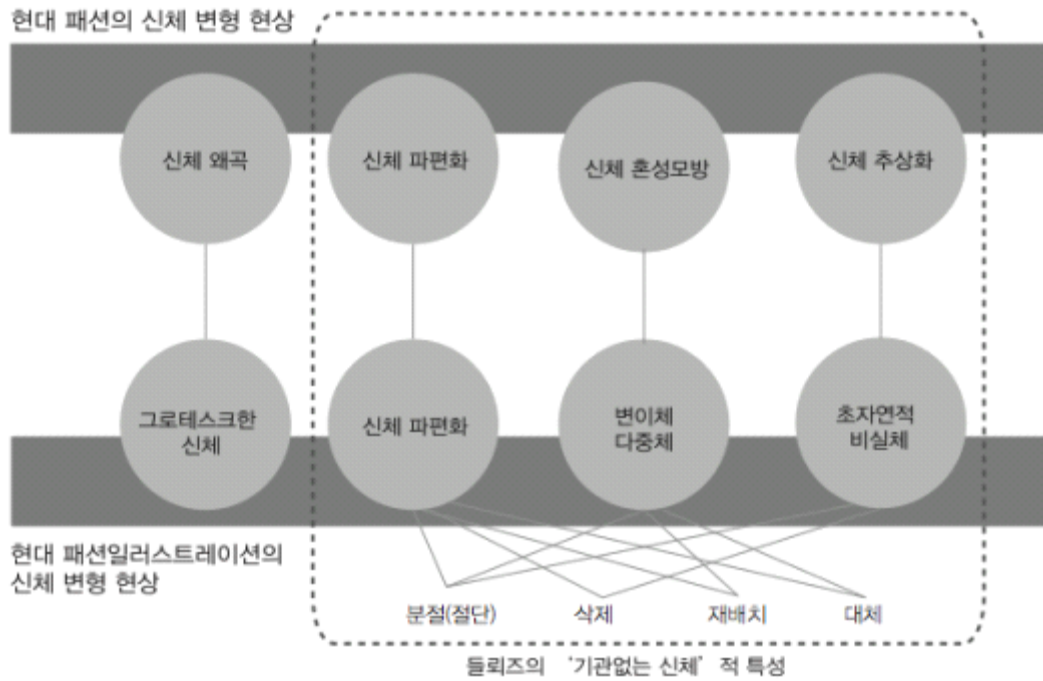 현대 패션의 신체 변형 현상
신체 왜곡
신체 파편화
신체 혼성모방
신체 추상화
그로테스크한
신체
신체 파편화
변이체
다중체
초자연적
비실체
현대 패션일러스트레이션의
신체 변형 현상
분절(절단)
삭제
재배치
대체
들뢰즈의 ‘기관없는 신체’ 적 특성